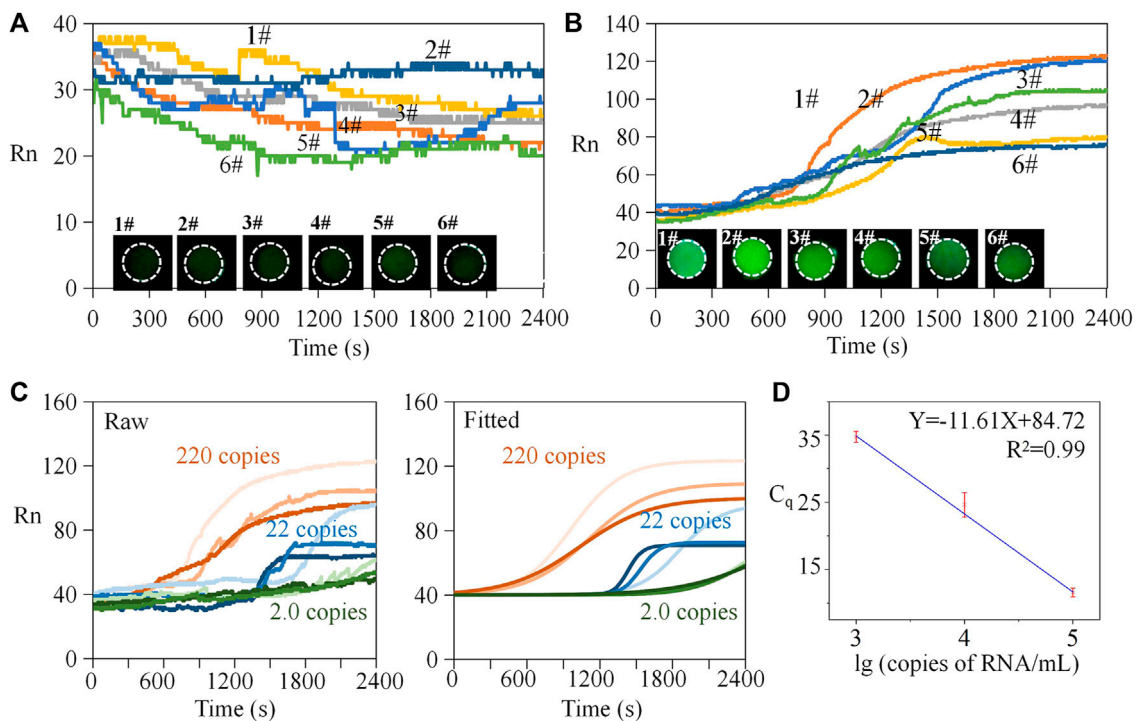 A
40
30
20
10
0
Rn
1#
2#
3#
4#
5#
6#
1#
2#
3#
4#
5#
6#
0 300 600 900 1200 1500 1800 2100 2400
Time (s)
B
140
120
100
80
60
40
20
0
Rn
1#
2#
3#
4#
5#
6#
1#
2#
3#
4#
5#
6#
0 300 600 900 1200 1500 1800 2100 2400
Time (s)
C
160
120
80
40
0
Rn
Raw
220 copies
22 copies
2.0 copies
0 600 1200 1800 2400
Time (s)
160
120
80
40
0
Fitted
220 copies
22 copies
2.0 copies
0 600 1200 1800 2400
Time (s)
D
Y=-11.61X+84.72
R²=0.99
35
25
15
Cq
3 4 5
lg (copies of RNA/mL)